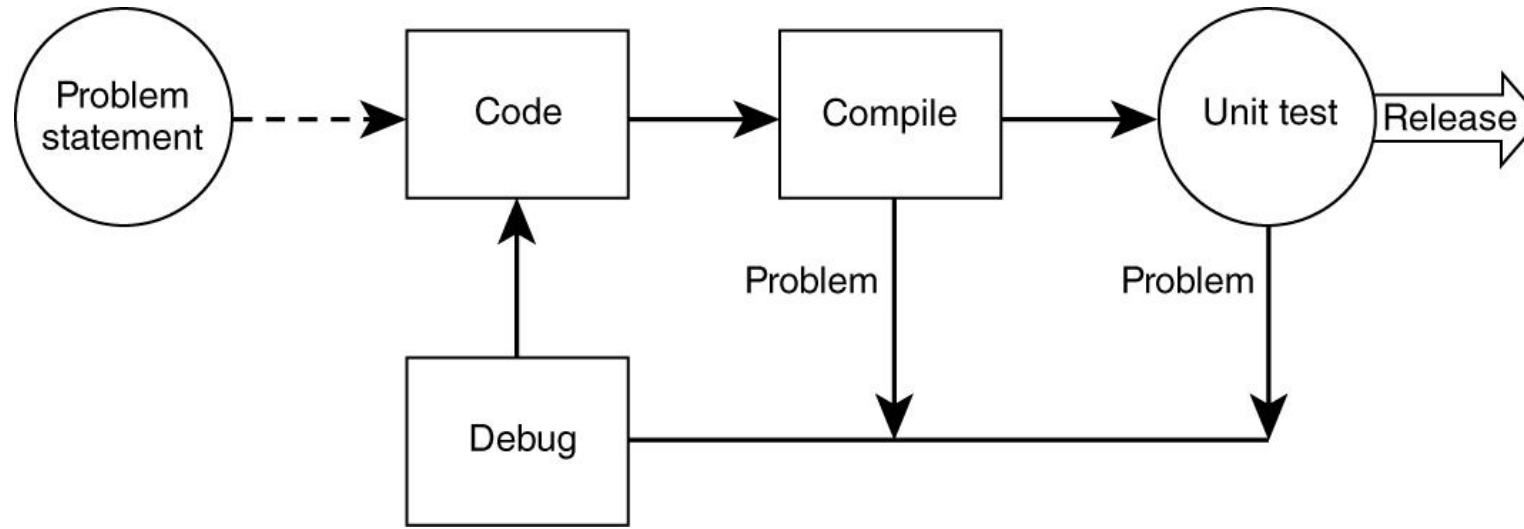 Problem
statement
Code
Compile
Unit test
Release
Problem
Problem
Debug